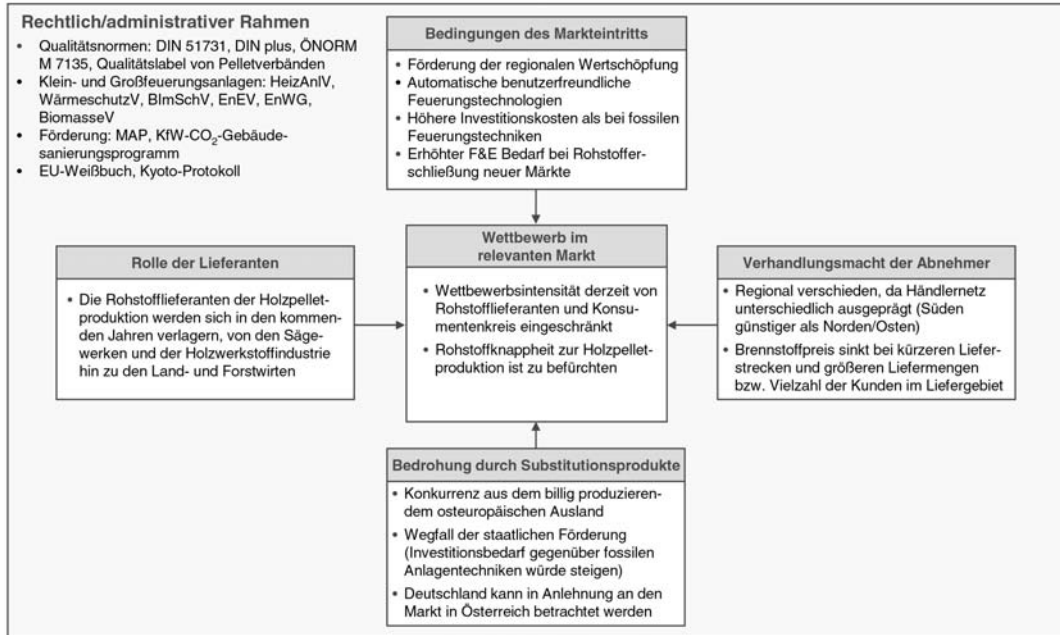 Rechtlich/administrativer Rahmen
• Qualitätsnormen: DIN 51731, DIN plus, ÖNORM
M 7135, Qualitätslabel von Pelletverbänden
• Klein- und Großfeuerungsanlagen: HeizAnlV,
WärmeschutzV, BImSchV, EnEV, EnWG,
BiomasseV
• Förderung: MAP, KfW-CO₂-Gebäude-
sanierungsprogramm
• EU-Weißbuch, Kyoto-Protokoll
Bedingungen des Markteintritts
• Förderung der regionalen Wertschöpfung
• Automatische benutzerfreundliche
Feuerungstechnologien
• Höhere Investitionskosten als bei fossilen
Feuerungstechniken
• Erhöhter F&E Bedarf bei Rohstoffer-
schließung neuer Märkte
Rolle der Lieferanten
• Die Rohstofflieferanten der Holzpellet-
produktion werden sich in den kommen-
den Jahren verlagern, von den Säge-
werken und der Holzwerkstoffindustrie
hin zu den Land- und Forstwirten
Wettbewerb im
relevanten Markt
• Wettbewerbsintensität derzeit von
Rohstofflieferanten und Konsu-
mentenkreis eingeschränkt
• Rohstoffknappheit zur Holzpellet-
produktion ist zu befürchten
Verhandlungsmacht der Abnehmer
• Regional verschieden, da Händlernetz
unterschiedlich ausgeprägt (Süden
günstiger als Norden/Osten)
• Brennstoffpreis sinkt bei kürzeren Liefer-
strecken und größeren Liefermengen
bzw. Vielzahl der Kunden im Liefergebiet
Bedrohung durch Substitutionsprodukte
• Konkurrenz aus dem billig produzieren-
dem osteuropäischen Ausland
• Wegfall der staatlichen Förderung
(Investitionsbedarf gegenüber fossilen
Anlagentechniken würde steigen)
• Deutschland kann in Anlehnung an den
Markt in Österreich betrachtet werden